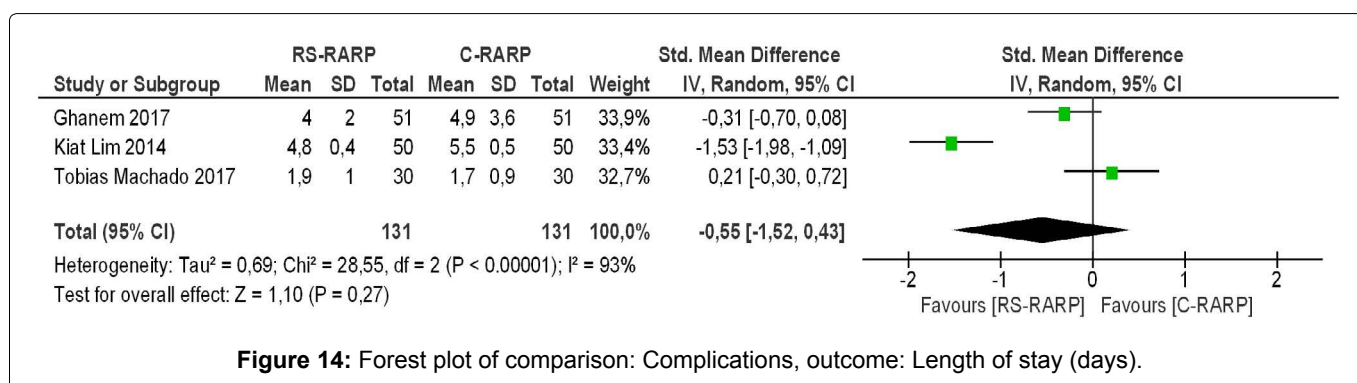 RS-RARP C-RARP Std. Mean Difference Std. Mean Difference
Study or Subgroup Mean SD Total Mean SD Total Weight IV, Random, 95% CI IV, Random, 95% CI
Ghanem 2017 4 2 51 4,9 3,6 51 33,9% -0,31 [-0,70, 0,08]
Kiat Lim 2014 4,8 0,4 50 5,5 0,5 50 33,4% -1,53 [-1,98, -1,09]
Tobias Machado 2017 1,9 1 30 1,7 0,9 30 32,7% 0,21 [-0,30, 0,72]
Total (95% CI) 131 131 100,0% -0,55 [-1,52, 0,43]
Heterogeneity: Tau² = 0,69; Chi² = 28,55, df = 2 (P < 0.00001); I² = 93%
Test for overall effect: Z = 1,10 (P = 0,27)
-2 -1 0 1 2
Favours [RS-RARP] Favours [C-RARP]
Figure 14: Forest plot of comparison: Complications, outcome: Length of stay (days).